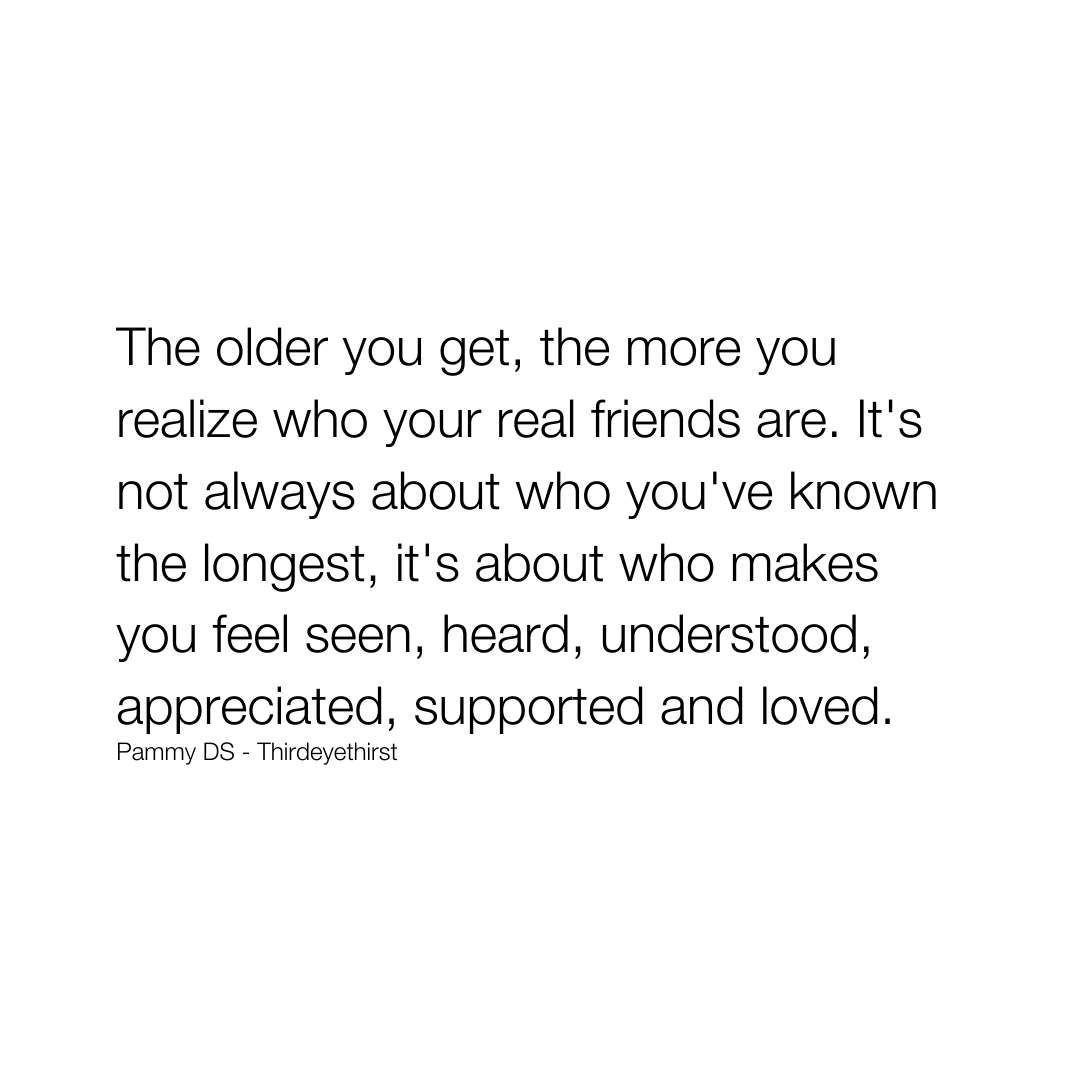 The older you get, the more you
realize who your real friends are. It's
not always about who you've known
the longest, it's about who makes
you feel seen, heard, understood,
appreciated, supported and loved.
Pammy DS - Thirdeyethirst